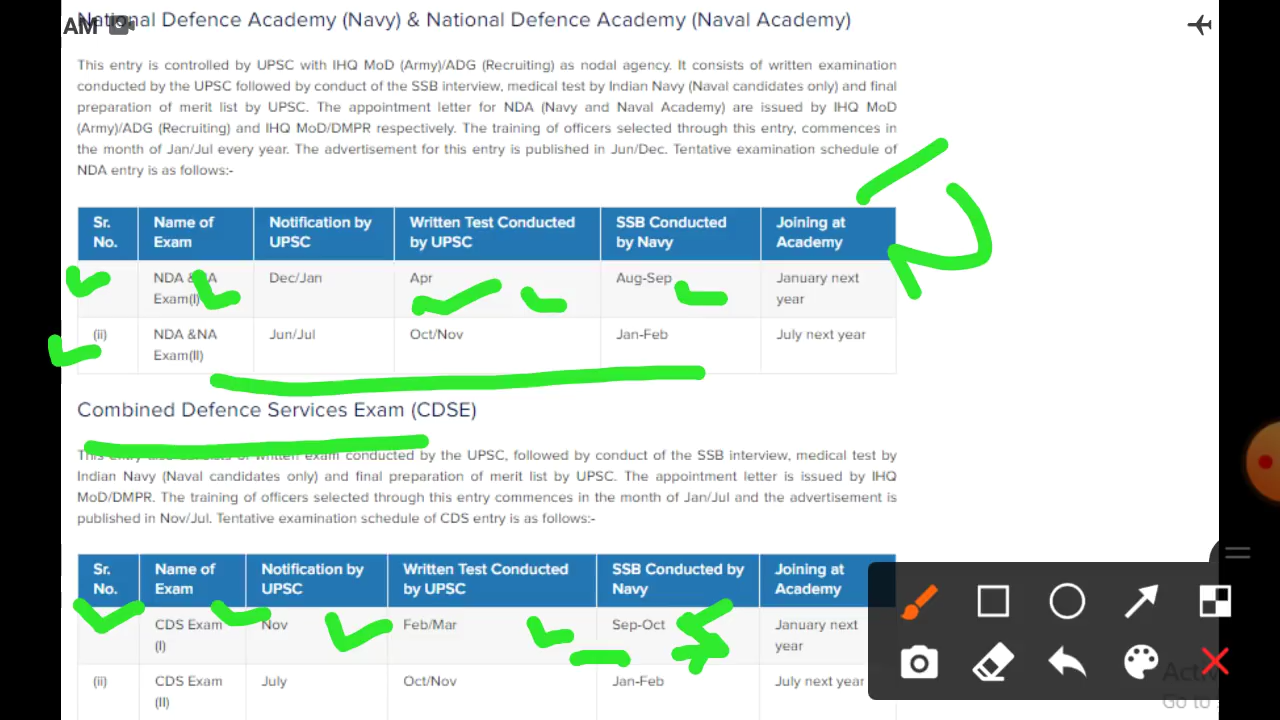 National Defence Academy (Navy) & National Defence Academy (Naval Academy)
AM
This entry is controlled by UPSC with IHQ MoD (Army)/ADG (Recruiting) as nodal agency. It consists of written examination
conducted by the UPSC followed by conduct of the SSB interview, medical test by Indian Navy (Naval candidates only) and final
preparation of merit list by UPSC. The appointment letter for NDA (Navy and Naval Academy) are issued by IHQ MoD
(Army)/ADG (Recruiting) and IHQ MoD/DMPR respectively. The training of officers selected through this entry, commences in
the month of Jan/Jul every year. The advertisement for this entry is published in Jun/Dec. Tentative examination schedule of
NDA entry is as follows:-
Sr. No. Name of Exam Notification by UPSC Written Test Conducted by UPSC SSB Conducted by Navy Joining at Academy
NDA &NA Exam(I) Dec/Jan Apr Aug-Sep January next year
(ii) NDA &NA Exam(II) Jun/Jul Oct/Nov Jan-Feb July next year
Combined Defence Services Exam (CDSE)
This entry also consists of written exam conducted by the UPSC, followed by conduct of the SSB interview, medical test by
Indian Navy (Naval candidates only) and final preparation of merit list by UPSC. The appointment letter is issued by IHQ
MoD/DMPR. The training of officers selected through this entry commences in the month of Jan/Jul and the advertisement is
published in Nov/Jul. Tentative examination schedule of CDS entry is as follows:-
Sr. No. Name of Exam Notification by UPSC Written Test Conducted by UPSC SSB Conducted by Navy Joining at Academy
CDS Exam (I) Nov Feb/Mar Sep-Oct January next year
(ii) CDS Exam (II) July Oct/Nov Jan-Feb July next year
Go to